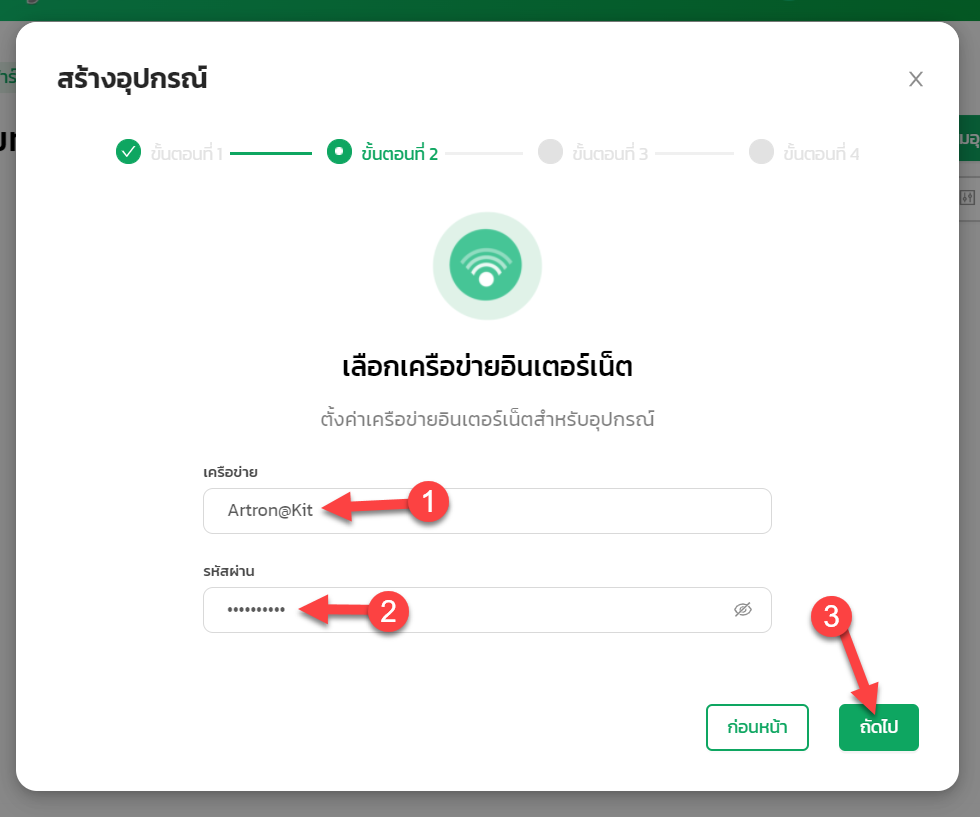 สร้างอุปกรณ์
ขั้นตอนที่ 1
ขั้นตอนที่ 2
ขั้นตอนที่ 3
ขั้นตอนที่ 4
เลือกเครือข่ายอินเตอร์เน็ต
ตั้งค่าเครือข่ายอินเตอร์เน็ตสำหรับอุปกรณ์
เครือข่าย
Artron@Kit
1
รหัสผ่าน
••••••••••
2
3
ก่อนหน้า
ถัดไป